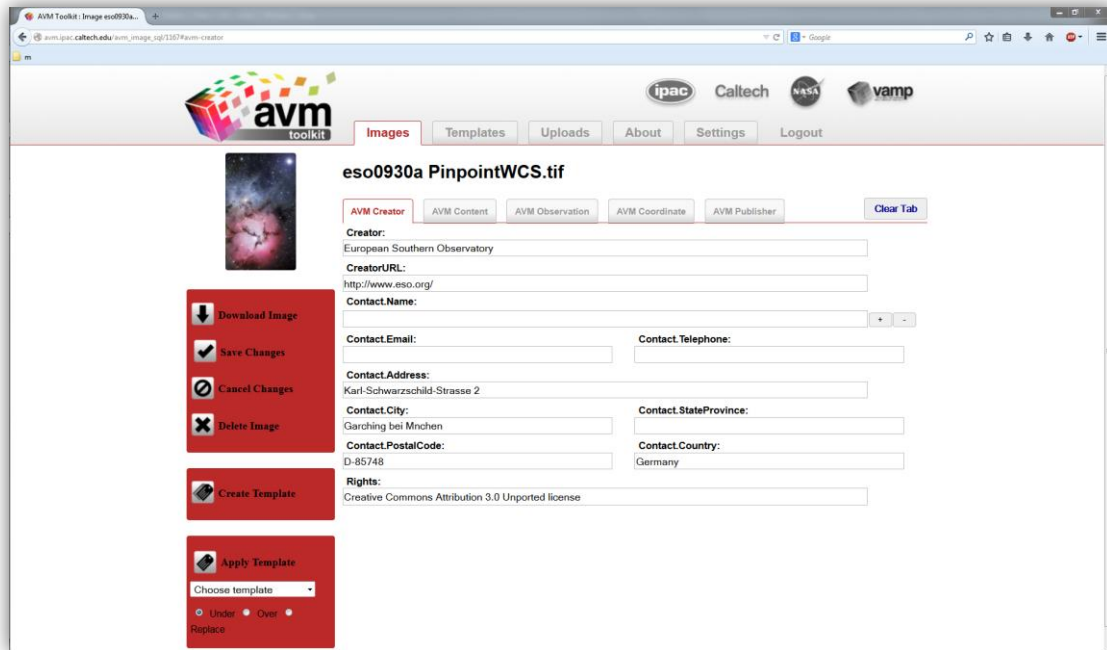 AVM Toolkit : Image eso0930a...
avm.ipac.caltech.edu/avm_image_sql/1167#avm-creator
Google
m
avm
toolkit
ipac
Caltech
NASA
vamp
Images
Templates
Uploads
About
Settings
Logout
eso0930a PinpointWCS.tif
AVM Creator
AVM Content
AVM Observation
AVM Coordinate
AVM Publisher
Clear Tab
Creator:
European Southern Observatory
CreatorURL:
http://www.eso.org/
Contact.Name:
+ -
Contact.Email:
Contact.Telephone:
Contact.Address:
Karl-Schwarzschild-Strasse 2
Contact.City:
Contact.StateProvince:
Garching bei Mnchen
Contact.PostalCode:
Contact.Country:
D-85748
Germany
Rights:
Creative Commons Attribution 3.0 Unported license
Download Image
Save Changes
Cancel Changes
Delete Image
Create Template
Apply Template
Choose template
Under Over
Replace